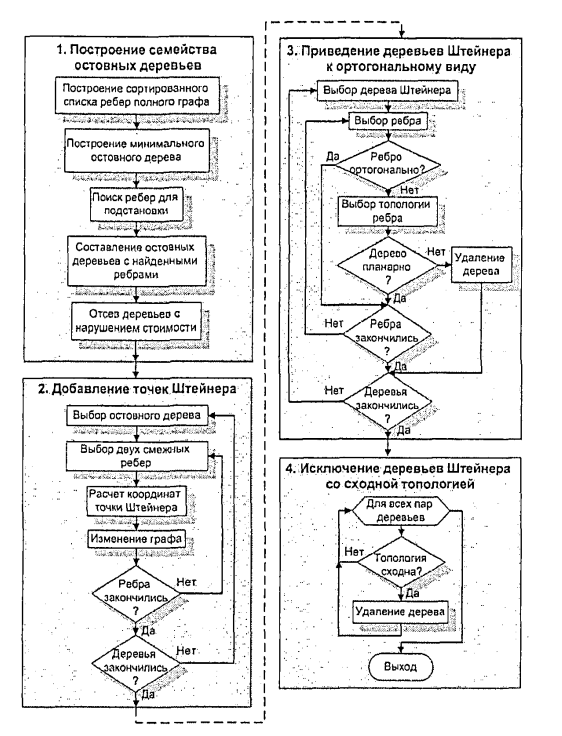 1. Построение семейства
остовных деревьев
Построение сортированного
списка ребер полного графа
Построение минимального
остовного дерева
Поиск ребер для
подстановки
Составление остовных
деревьев с найденными
ребрами
Отсев деревьев с
нарушением стоимости
2. Добавление точек Штейнера
Выбор остовного дерева
Выбор двух смежных
ребер
Расчет координат
точки Штейнера
Изменение графа
Ребра
закончились
?
Нет
Да
Деревья
закончились
?
Нет
Да
3. Приведение деревьев Штейнера
к ортогональному виду
Выбор дерева Штейнера
Выбор ребра
Да
Ребро
ортогонально?
Нет
Выбор топологии
ребра
Дерево
планарно
?
Нет
Удаление
дерева
Да
Нет
Ребра
закончились
?
Да
Нет
Деревья
закончились
?
Да
4. Исключение деревьев Штейнера
со сходной топологией
Для всех пар
деревьев
Нет
Топология
сходна?
Да
Удаление дерева
Выход